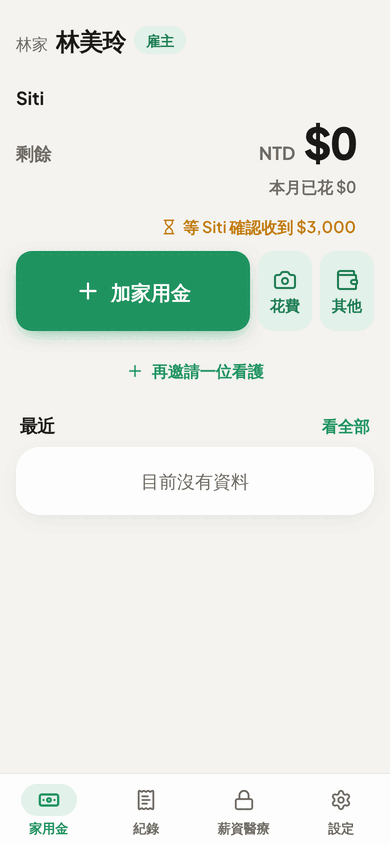 林家 林美玲 雇主
Siti
剩餘 NTD $0
本月已花 $0
等 Siti 確認收到 $3,000
加家用金
花費
其他
再邀請一位看護
最近 看全部
目前沒有資料
家用金 紀錄 薪資醫療 設定